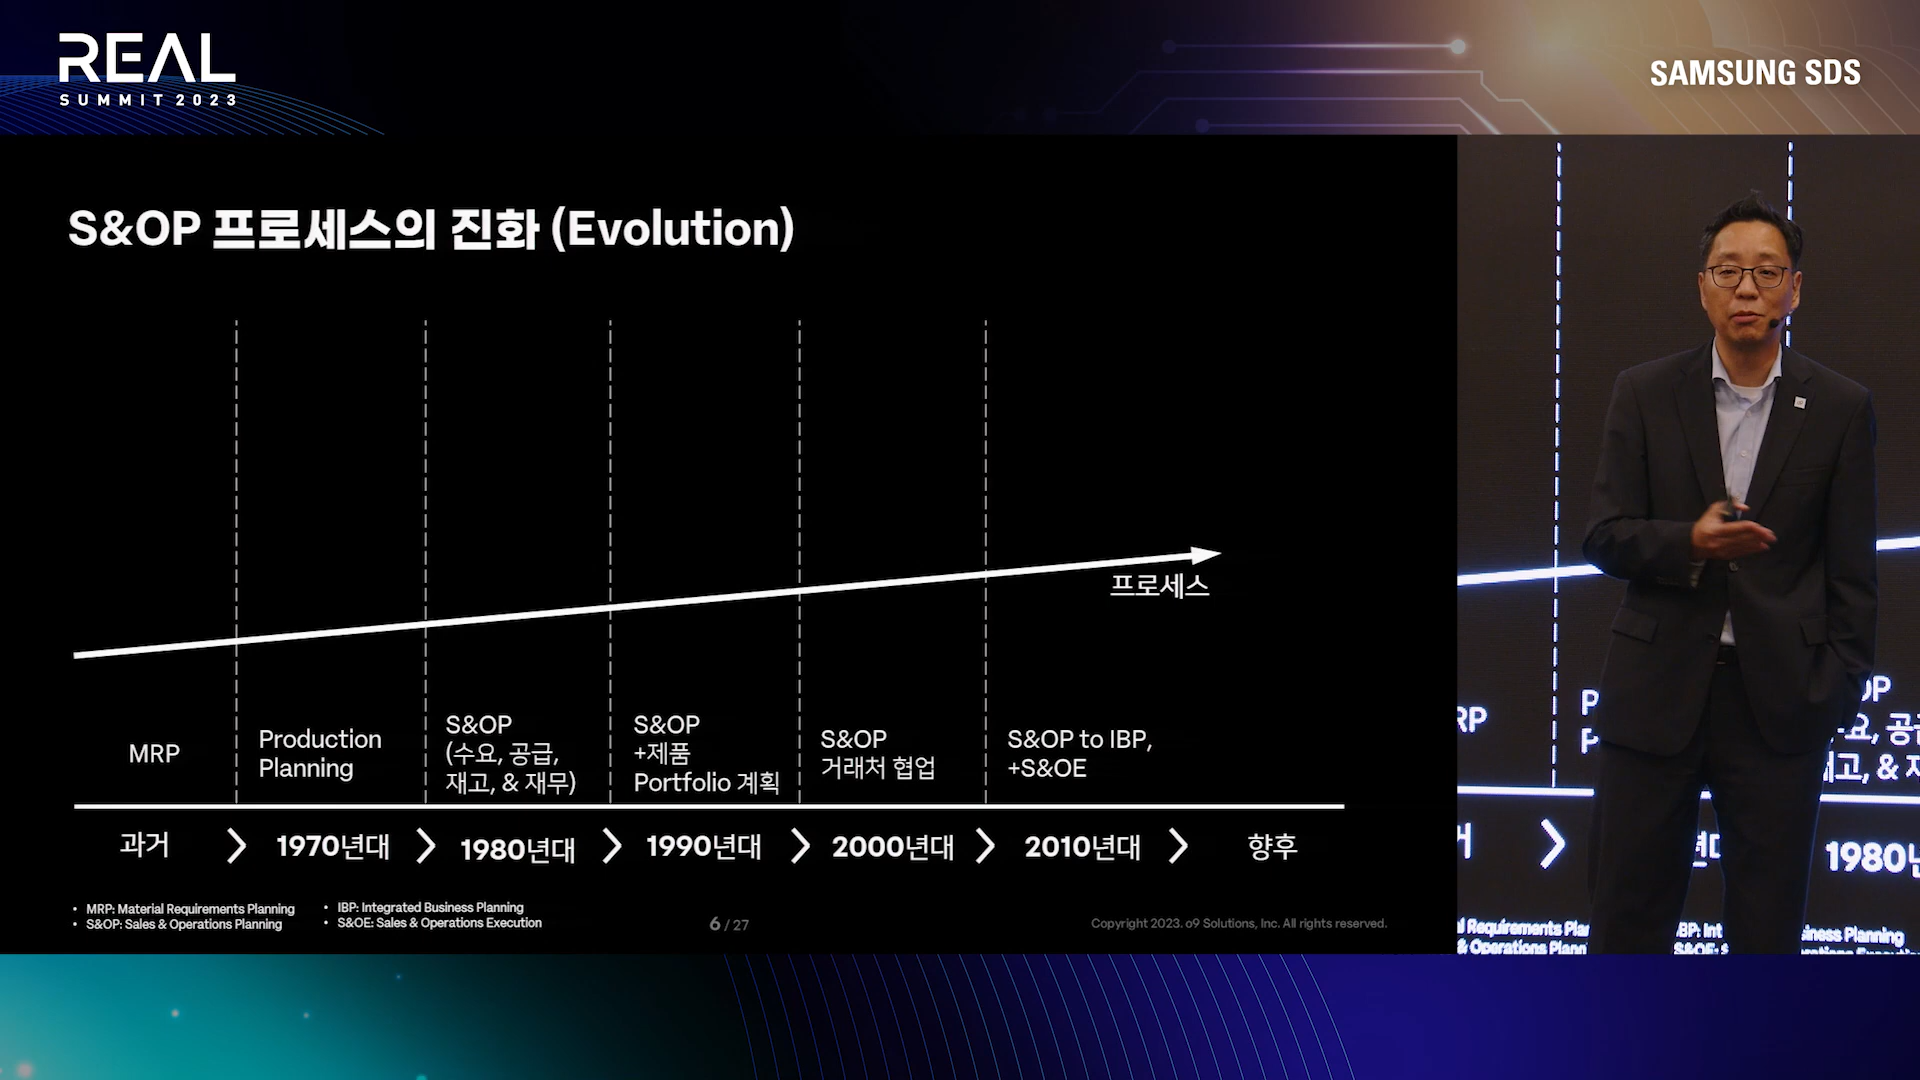 REAL
SUMMIT 2023
SAMSUNG SDS
S&OP 프로세스의 진화 (Evolution)
프로세스
MRP
Production
Planning
S&OP
(수요, 공급,
재고, & 재무)
S&OP
+제품
Portfolio 계획
S&OP
거래처 협업
S&OP to IBP,
+S&OE
과거
1970년대
1980년대
1990년대
2000년대
2010년대
향후
• MRP: Material Requirements Planning
• S&OP: Sales & Operations Planning
• IBP: Integrated Business Planning
• S&OE: Sales & Operations Execution
6 / 27
Copyright 2023. o9 Solutions, Inc. All rights reserved.
1980년